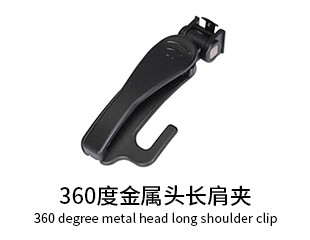 360度金属头长肩夹
360 degree metal head long shoulder clip